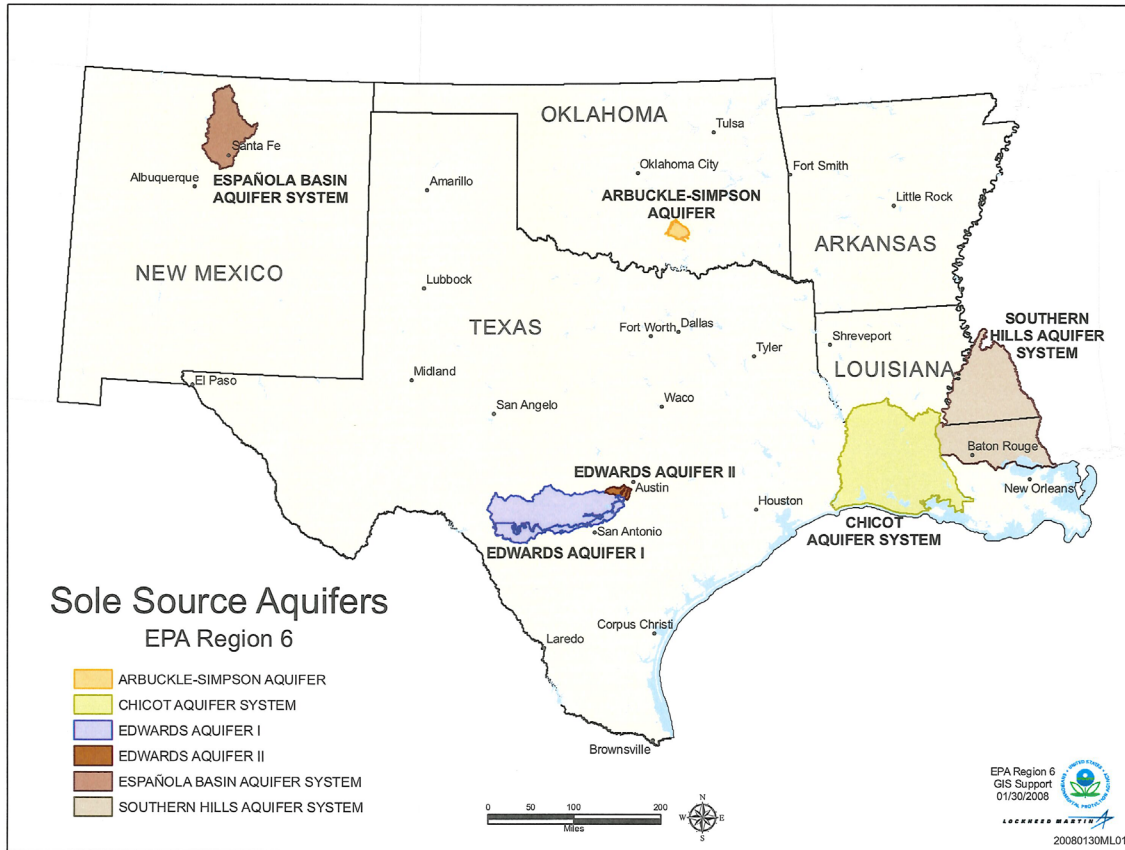 OKLAHOMA
Tulsa
Santa Fe
Oklahoma City
Fort Smith
Albuquerque
ESPAÑOLA BASIN
AQUIFER SYSTEM
Amarillo
ARBUCKLE-SIMPSON
AQUIFER
Little Rock
ARKANSAS
NEW MEXICO
Lubbock
TEXAS
Fort Worth
Dallas
Tyler
Shreveport
SOUTHERN
HILLS AQUIFER
SYSTEM
LOUISIANA
El Paso
Midland
San Angelo
Waco
Baton Rouge
EDWARDS AQUIFER II
Austin
New Orleans
Houston
San Antonio
EDWARDS AQUIFER I
CHICOT
AQUIFER SYSTEM
Sole Source Aquifers
EPA Region 6
Corpus Christi
Laredo
Brownsville
ARBUCKLE-SIMPSON AQUIFER
CHICOT AQUIFER SYSTEM
EDWARDS AQUIFER I
EDWARDS AQUIFER II
ESPAÑOLA BASIN AQUIFER SYSTEM
SOUTHERN HILLS AQUIFER SYSTEM
0 50 100 200
Miles
N
W E
S
EPA Region 6
GIS Support
01/30/2008
UNITED STATES
ENVIRONMENTAL PROTECTION AGENCY
LOCKHEED MARTIN
20080130ML01